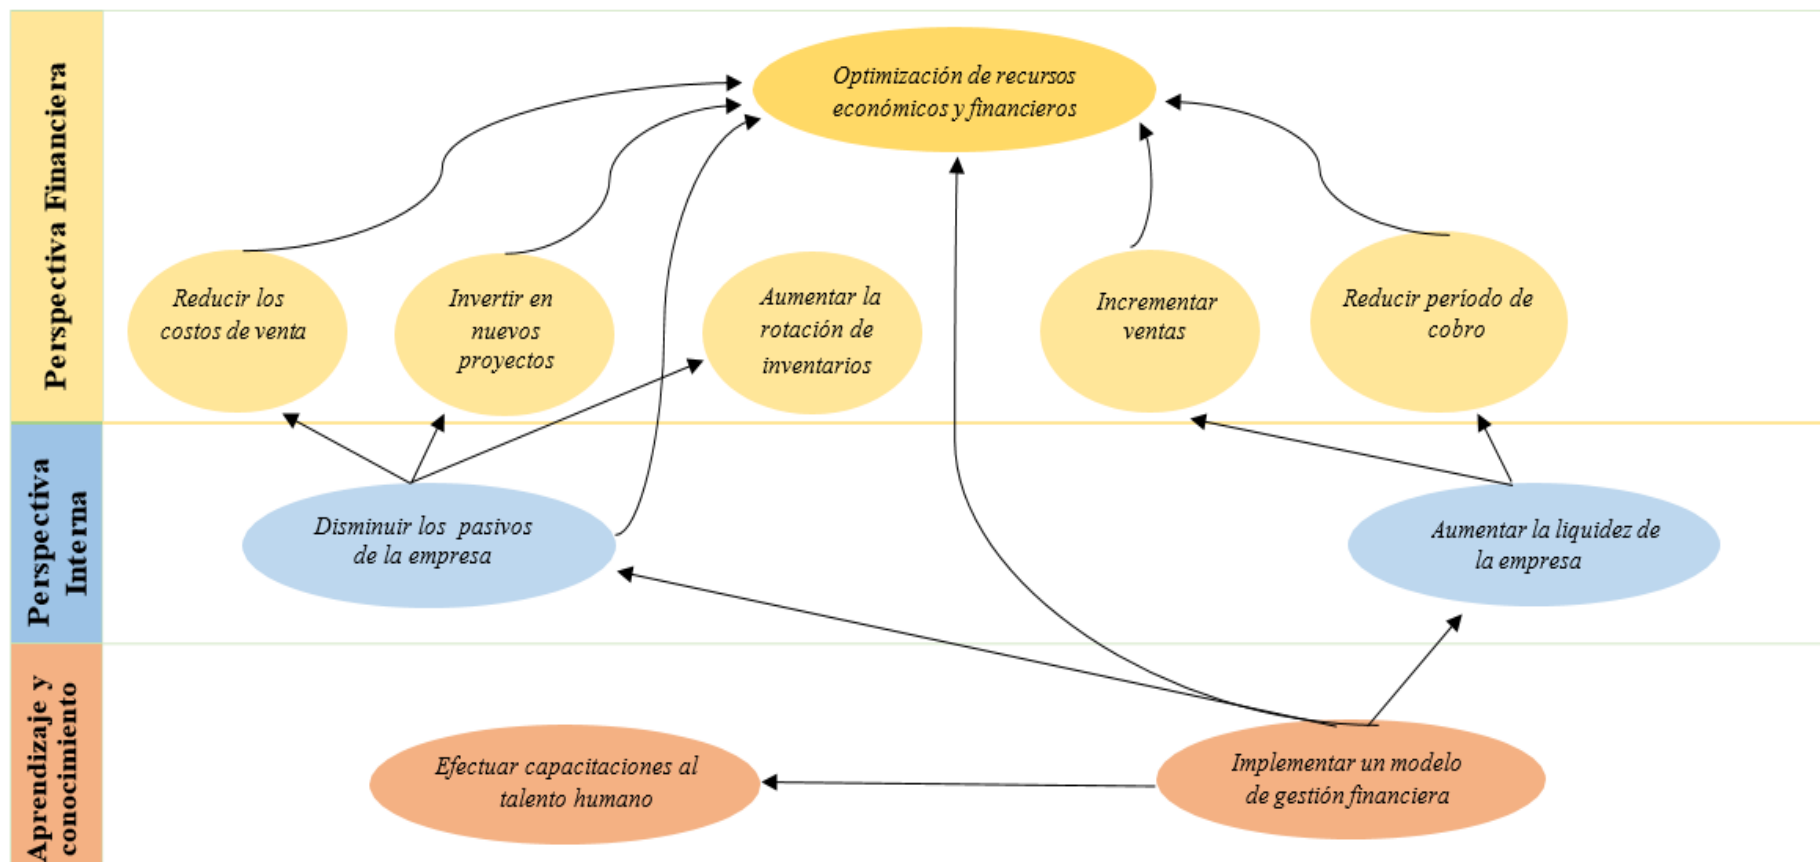 Perspectiva Financiera
Optimización de recursos
económicos y financieros
Reducir los
costos de venta
Invertir en
nuevos
proyectos
Aumentar la
rotación de
inventarios
Incrementar
ventas
Reducir período de
cobro
Perspectiva
Interna
Disminuir los pasivos
de la empresa
Aumentar la liquidez de
la empresa
Aprendizaje y
conocimiento
Efectuar capacitaciones al
talento humano
Implementar un modelo
de gestión financiera